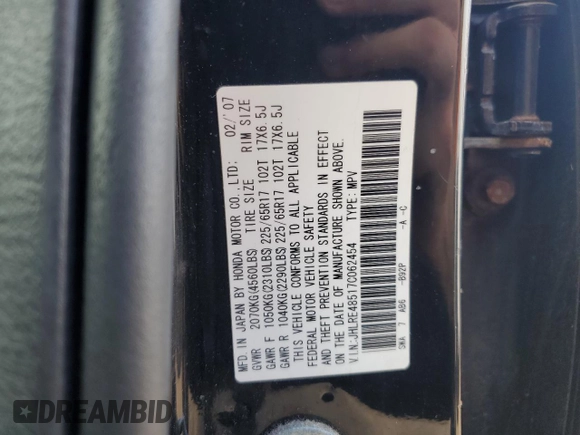 MFD. IN JAPAN BY HONDA MOTOR CO., LTD: 02/'07
GVWR 2070KG(4560LBS) TIRE SIZE RIM SIZE
GAWR F 1050KG(2310LBS) 225/65R17 102T 17X6.5J
GAWR R 1040KG(2290LBS) 225/65R17 102T 17X6.5J
THIS VEHICLE CONFORMS TO ALL APPLICABLE
FEDERAL MOTOR VEHICLE SAFETY
AND THEFT PREVENTION STANDARDS IN EFFECT
ON THE DATE OF MANUFACTURE SHOWN ABOVE.
V.I.N:JHLRE48517C062454 TYPE: MPV
SWA 7 AB6 -B92P -A -C
DREAMBID